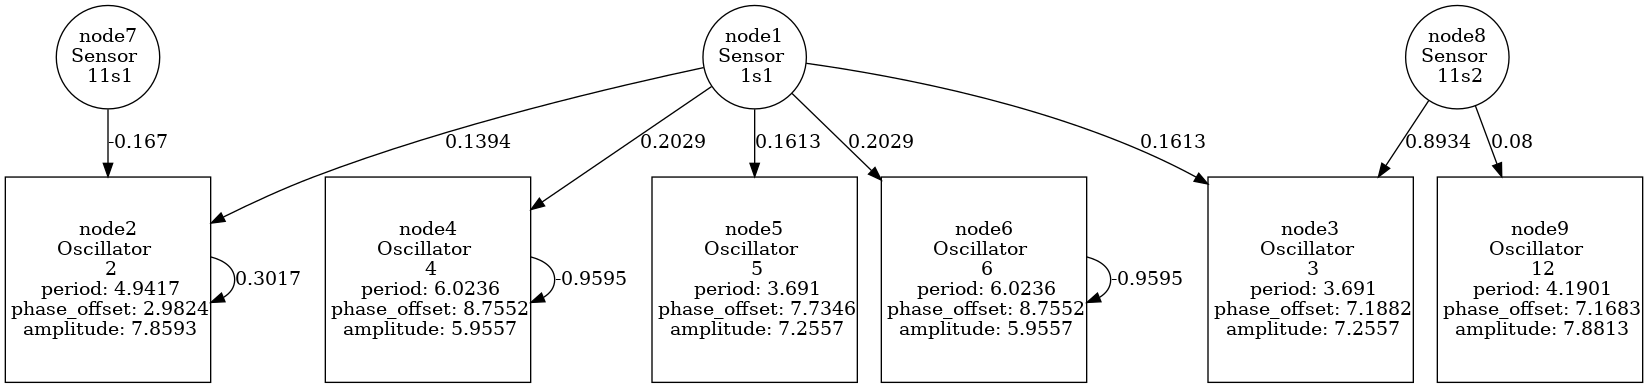 node7
Sensor
11s1
node1
Sensor
1s1
node8
Sensor
11s2
-0.167
0.1394
0.2029
0.1613
0.2029
0.1613
0.8934
0.08
node2
Oscillator
2
period: 4.9417
phase_offset: 2.9824
amplitude: 7.8593
0.3017
node4
Oscillator
4
period: 6.0236
phase_offset: 8.7552
amplitude: 5.9557
-0.9595
node5
Oscillator
5
period: 3.691
phase_offset: 7.7346
amplitude: 7.2557
node6
Oscillator
6
period: 6.0236
phase_offset: 8.7552
amplitude: 5.9557
-0.9595
node3
Oscillator
3
period: 3.691
phase_offset: 7.1882
amplitude: 7.2557
node9
Oscillator
12
period: 4.1901
phase_offset: 7.1683
amplitude: 7.8813